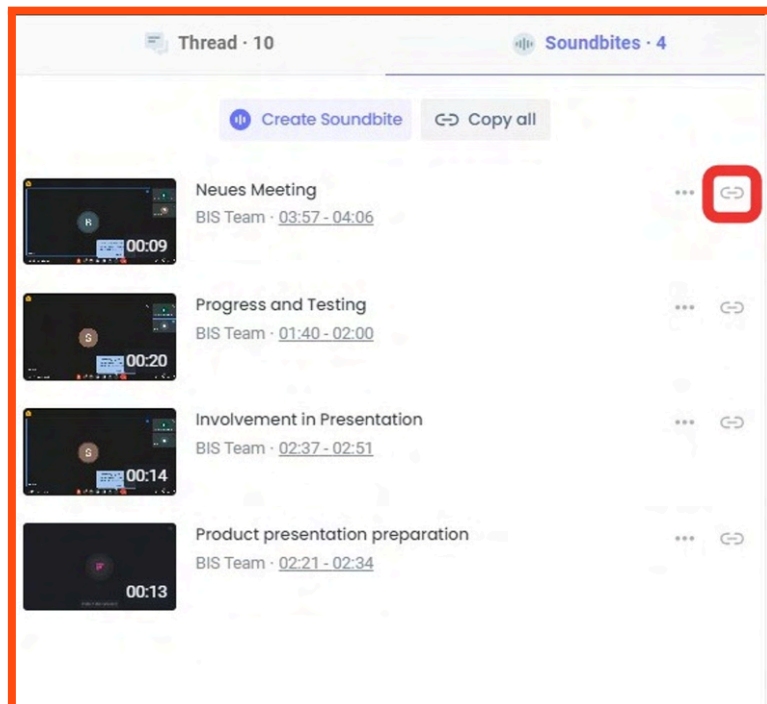 Thread · 10
Soundbites · 4
Create Soundbite
Copy all
Neues Meeting
BIS Team · 03:57 - 04:06
B
00:09
Progress and Testing
BIS Team · 01:40 - 02:00
S
00:20
Involvement in Presentation
BIS Team · 02:37 - 02:51
S
00:14
Product presentation preparation
BIS Team · 02:21 - 02:34
00:13